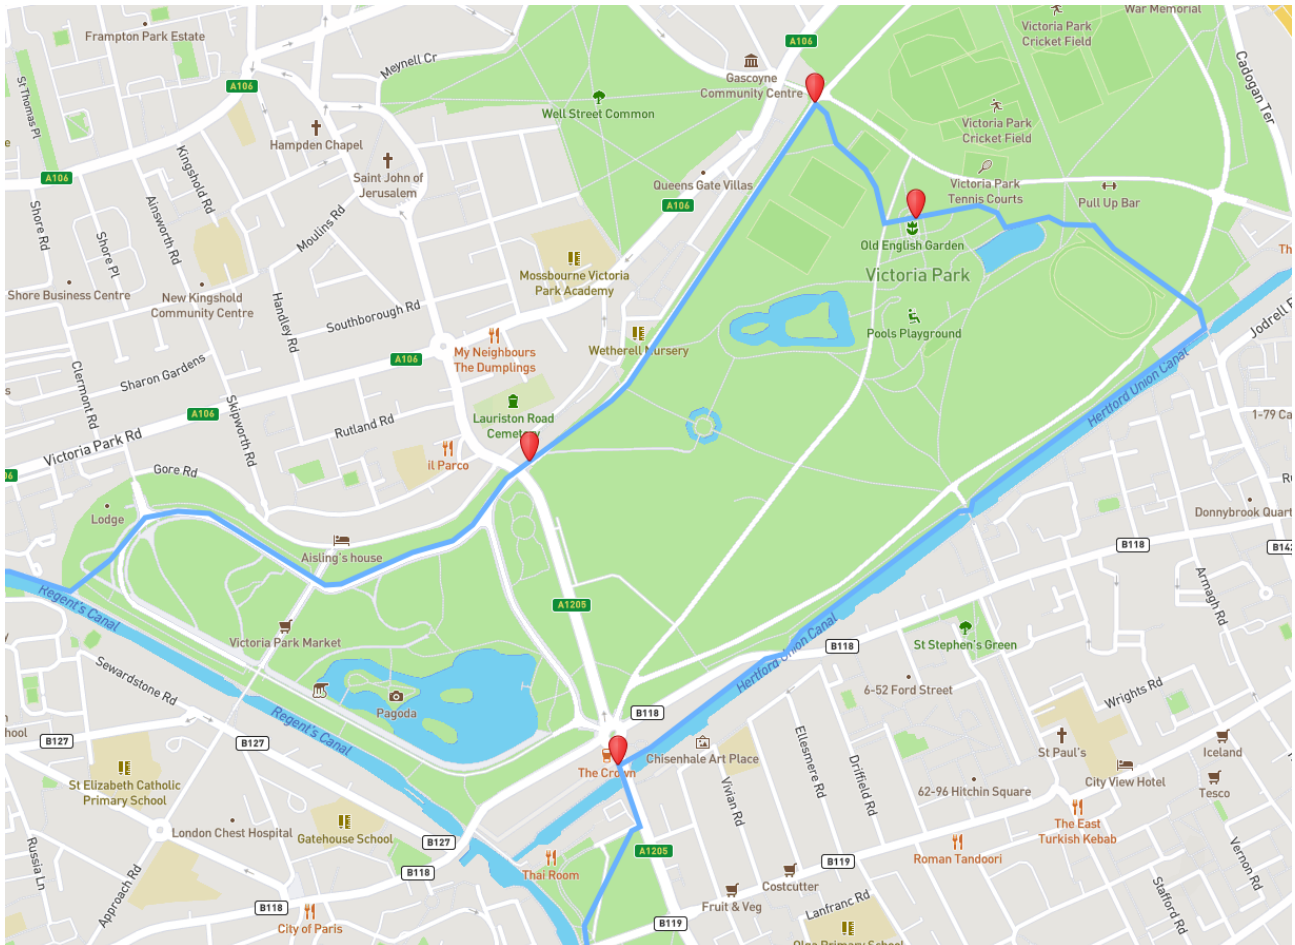 War Memorial
Frampton Park Estate
Victoria Park
Cricket Field
A106
Meynell Cr
Gascoyne
Community Centre
Cadogan Ter
A106
St Thomas Pl
Well Street Common
Victoria Park
Cricket Field
Hampden Chapel
Kingshold Rd
Saint John of
Jerusalem
A106
Queens Gate Villas
Victoria Park
Tennis Courts
Pull Up Bar
A106
Shore Rd
Ainsworth Rd
Moulins Rd
Shore Pl
Old English Garden
Victoria Park
Mossbourne Victoria
Park Academy
Shore Business Centre
New Kingshold
Community Centre
Handley Rd
Southborough Rd
Pools Playground
Jodrell
My Neighbours
The Dumplings
Wetherell Nursery
A106
Sharon Gardens
Clermont Rd
Hertford Union Canal
A106
Skipworth Rd
Rutland Rd
Lauriston Road
Cemetery
1-79
Victoria Park Rd
il Parco
Gore Rd
Lodge
Donnybrook Quart
B118
Aisling's house
Regent's Canal
A1205
Armagh Rd
Victoria Park Market
Hertford Union Canal
B118
St Stephen's Green
Sewardstone Rd
Pagoda
6-52 Ford Street
Wrights Rd
Regent's Canal
B118
B127
B127
Ellesmere Rd
Driffield Rd
St Paul's
Iceland
The Crown
Chisenhale Art Place
St Elizabeth Catholic
Primary School
City View Hotel
Tesco
62-96 Hitchin Square
Vivian Rd
London Chest Hospital
Gatehouse School
B127
The East
Turkish Kebab
A1205
Roman Tandoori
B119
Vernon Rd
Russia Ln
Approach Rd
B118
Thai Room
Costcutter
Fruit & Veg
Lanfranc Rd
Stafford Rd
B118
City of Paris
B119
Olga Primary School